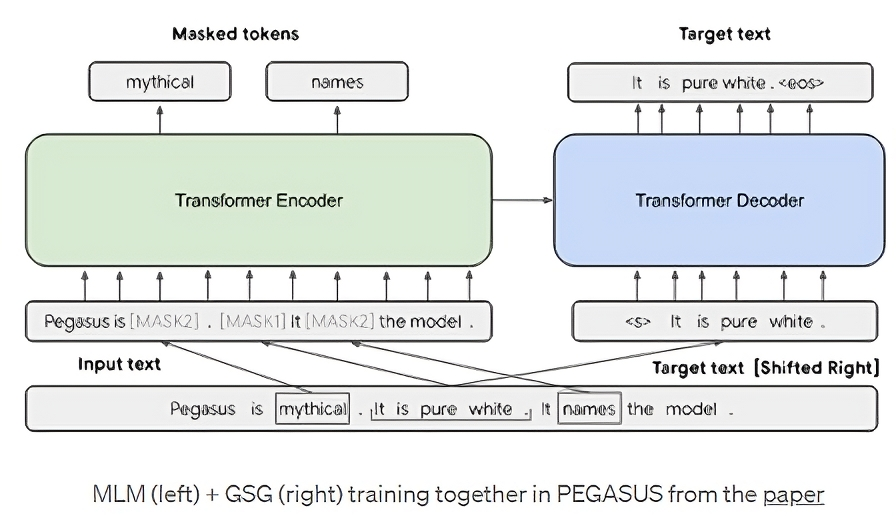 Masked tokens
Target text
mythical
names
It is pure white . <eos>
Transformer Encoder
Transformer Decoder
Pegasus is [MASK2] . [MASK1] It [MASK2] the model .
<s> It is pure white .
Input text
Target text [Shifted Right]
Pegasus is mythical . It is pure white . It names the model .
MLM (left) + GSG (right) training together in PEGASUS from the paper